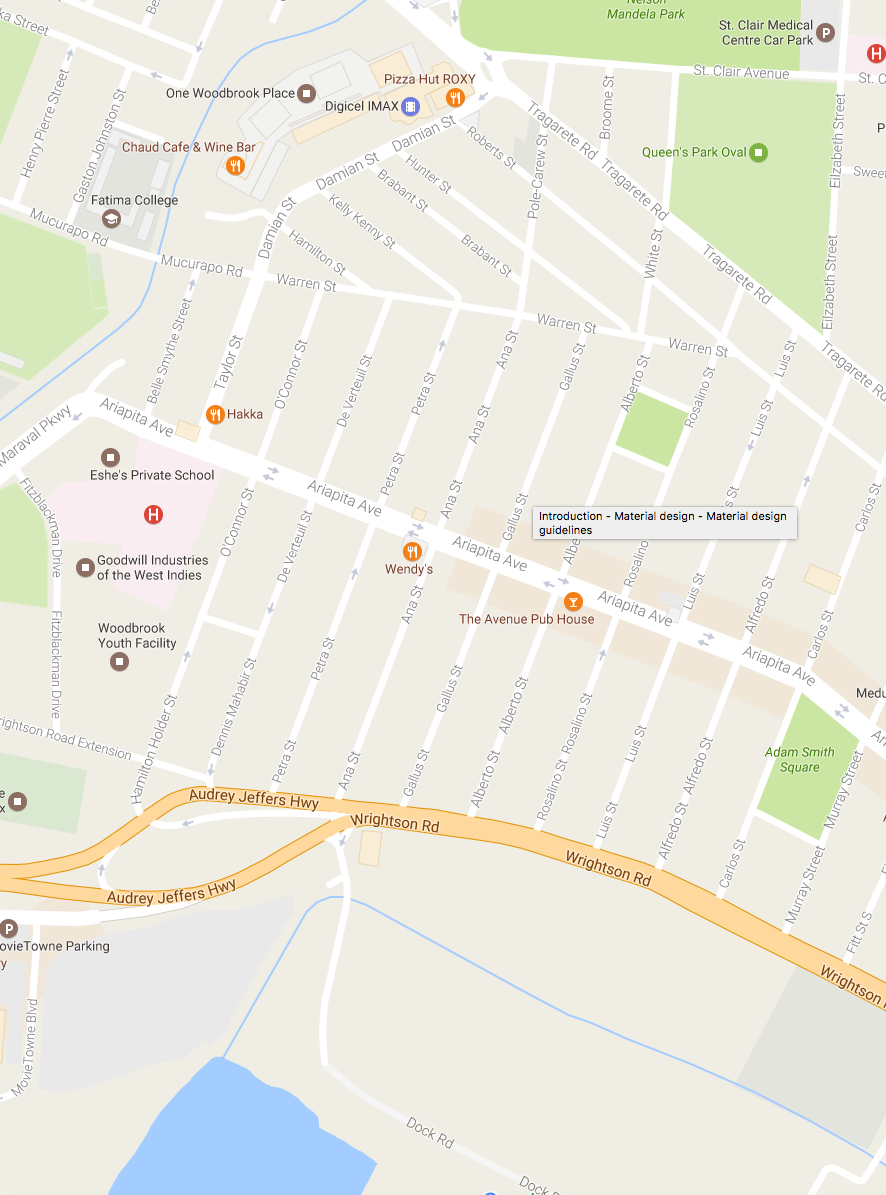 Nelson
Mandela Park
St. Clair Medical
Centre Car Park
P
H
St. Clair Avenue
Pizza Hut ROXY
One Woodbrook Place
Digicel IMAX
Damian St
Tragarete Rd
Broome St
Elizabeth Street
Henry Pierre Street
Gaston Johnston St
Chaud Cafe & Wine Bar
Roberts St
Queen's Park Oval
Damian St
Hunter St
Pole-Carew St
Tragarete Rd
Fatima College
Brabant St
Kelly Kenny St
Mucurapo Rd
Damian St
Hamilton St
Brabant St
White St
Tragarete Rd
Elizabeth Street
Mucurapo Rd
Warren St
Belle Smythe Street
Warren St
Warren St
Tragarete Rd
Taylor St
O'Connor St
De Verteuil St
Petra St
Ana St
Gallus St
Alberto St
Rosalino St
Luis St
Ariapita Ave
Hakka
Maraval Pkwy
Ana St
Luis St
Eshe's Private School
Petra St
Ariapita Ave
Ana St
Carlos St
H
Fitzblackman Drive
O'Connor St
De Verteuil St
Gallus St
Introduction - Material design - Material design
guidelines
Goodwill Industries
of the West Indies
Wendy's
Ariapita Ave
Rosalino St
Luis St
Ana St
Ariapita Ave
Alfredo St
Carlos St
The Avenue Pub House
Woodbrook
Youth Facility
Fitzblackman Drive
Petra St
Ariapita Ave
Dennis Mahabir St
Hamilton Holder St
Gallus St
Alberto St
Rosalino St
Luis St
Alfredo St
Adam Smith
Square
Wrightson Road Extension
Petra St
Ana St
Gallus St
Alberto St
Rosalino St
Luis St
Alfredo St
Carlos St
Murray Street
Audrey Jeffers Hwy
Wrightson Rd
Wrightson Rd
Murray Street
Audrey Jeffers Hwy
Fitt St S
P
MovieTowne Parking
Wrightson
MovieTowne Blvd
Dock Rd
Dock